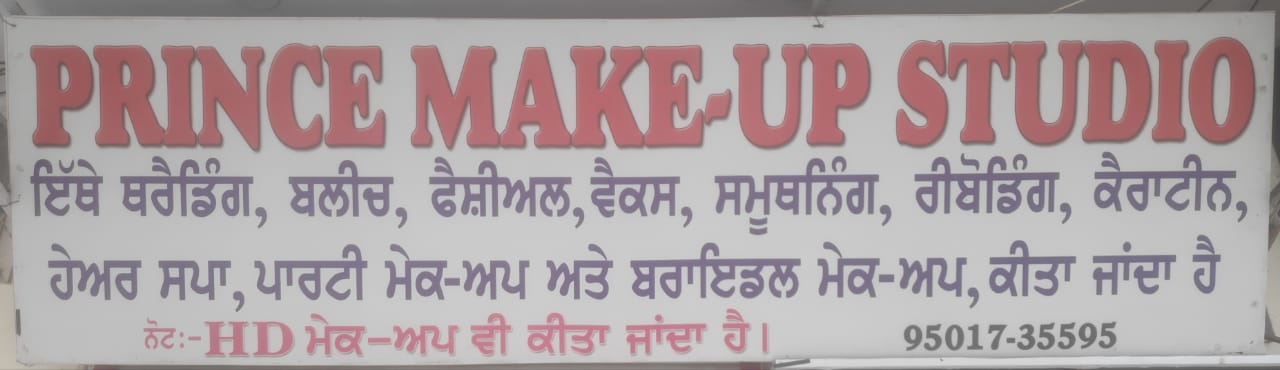 PRINCE MAKE-UP STUDIO
ਇੱਥੇ ਥਰੈਡਿੰਗ, ਬਲੀਚ, ਫੈਸ਼ੀਅਲ, ਵੈਕਸ, ਸਮੂਥਨਿੰਗ, ਰੀਬੋਡਿੰਗ, ਕੈਰਾਟੀਨ,
ਹੇਅਰ ਸਪਾ, ਪਾਰਟੀ ਮੇਕ-ਅਪ ਅਤੇ ਬਰਾਇਡਲ ਮੇਕ-ਅਪ, ਕੀਤਾ ਜਾਂਦਾ ਹੈ
ਨੋਟ:- HD ਮੇਕ-ਅਪ ਵੀ ਕੀਤਾ ਜਾਂਦਾ ਹੈ। 95017-35595